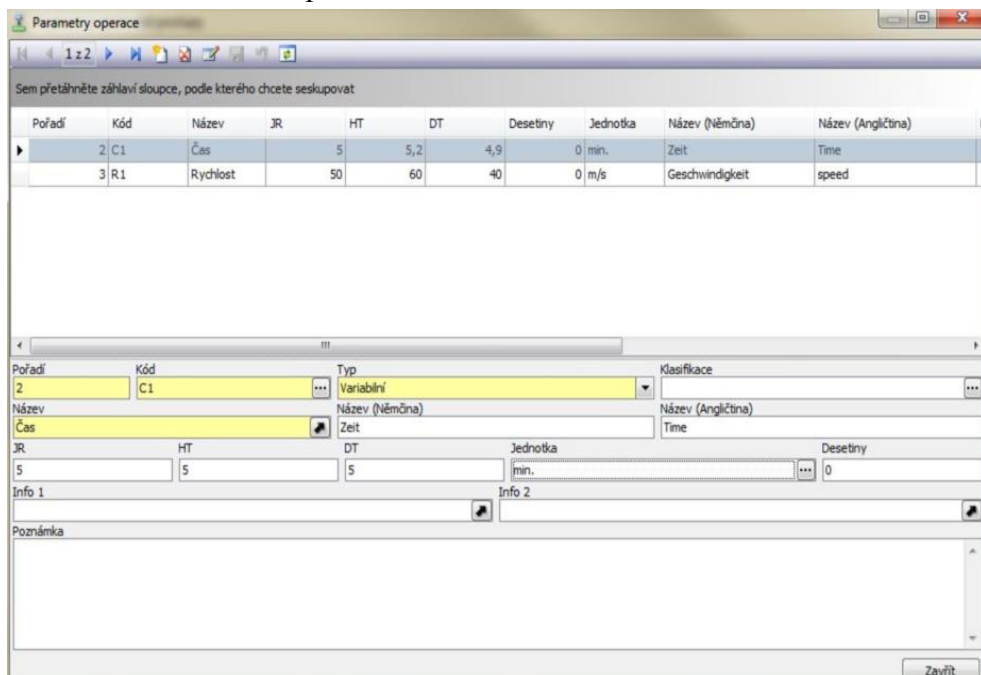 Parametry operace
1 z 2
Sem přetáhněte záhlaví sloupce, podle kterého chcete seskupovat
Pořadí Kód Název JR HT DT Desetiny Jednotka Název (Němčina) Název (Angličtina)
2 C1 Čas 5 5,2 4,9 0 min. Zeit Time
3 R1 Rychlost 50 60 40 0 m/s Geschwindigkeit speed
Pořadí Kód Typ Klasifikace
2 C1 Variabilní
Název Název (Němčina) Název (Angličtina)
Čas Zeit Time
JR HT DT Jednotka Desetiny
5 5 5 min. 0
Info 1 Info 2
Poznámka
Zavřít